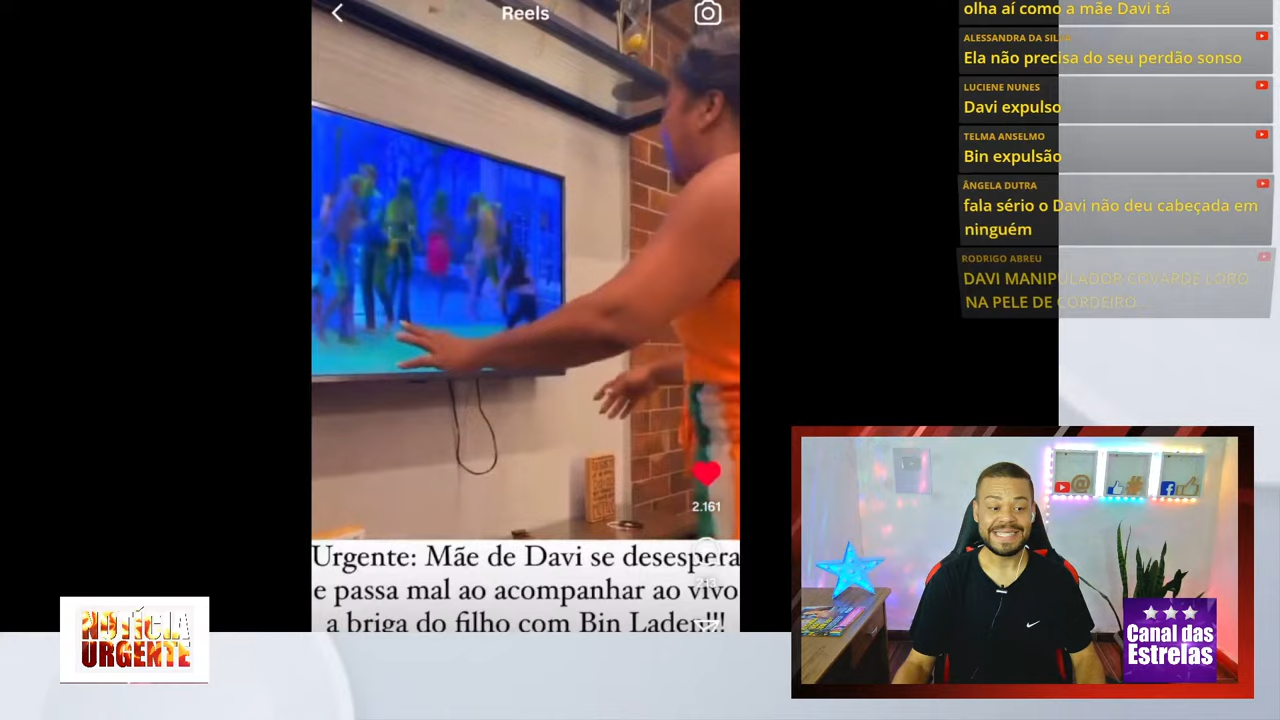 Reels
2.161
213
Urgente: Mãe de Davi se desespera
e passa mal ao acompanhar ao vivo
a briga do filho com Bin Laden!!!
olha aí como a mãe Davi tá
ALESSANDRA DA SILVA
Ela não precisa do seu perdão sonso
LUCIENE NUNES
Davi expulso
TELMA ANSELMO
Bin expulsão
ÂNGELA DUTRA
fala sério o Davi não deu cabeçada em
ninguém
RODRIGO ABREU
DAVI MANIPULADOR COVARDE LOBO
NA PELE DE CORDEIRO...
NOTÍCIA
URGENTE
Canal das
Estrelas